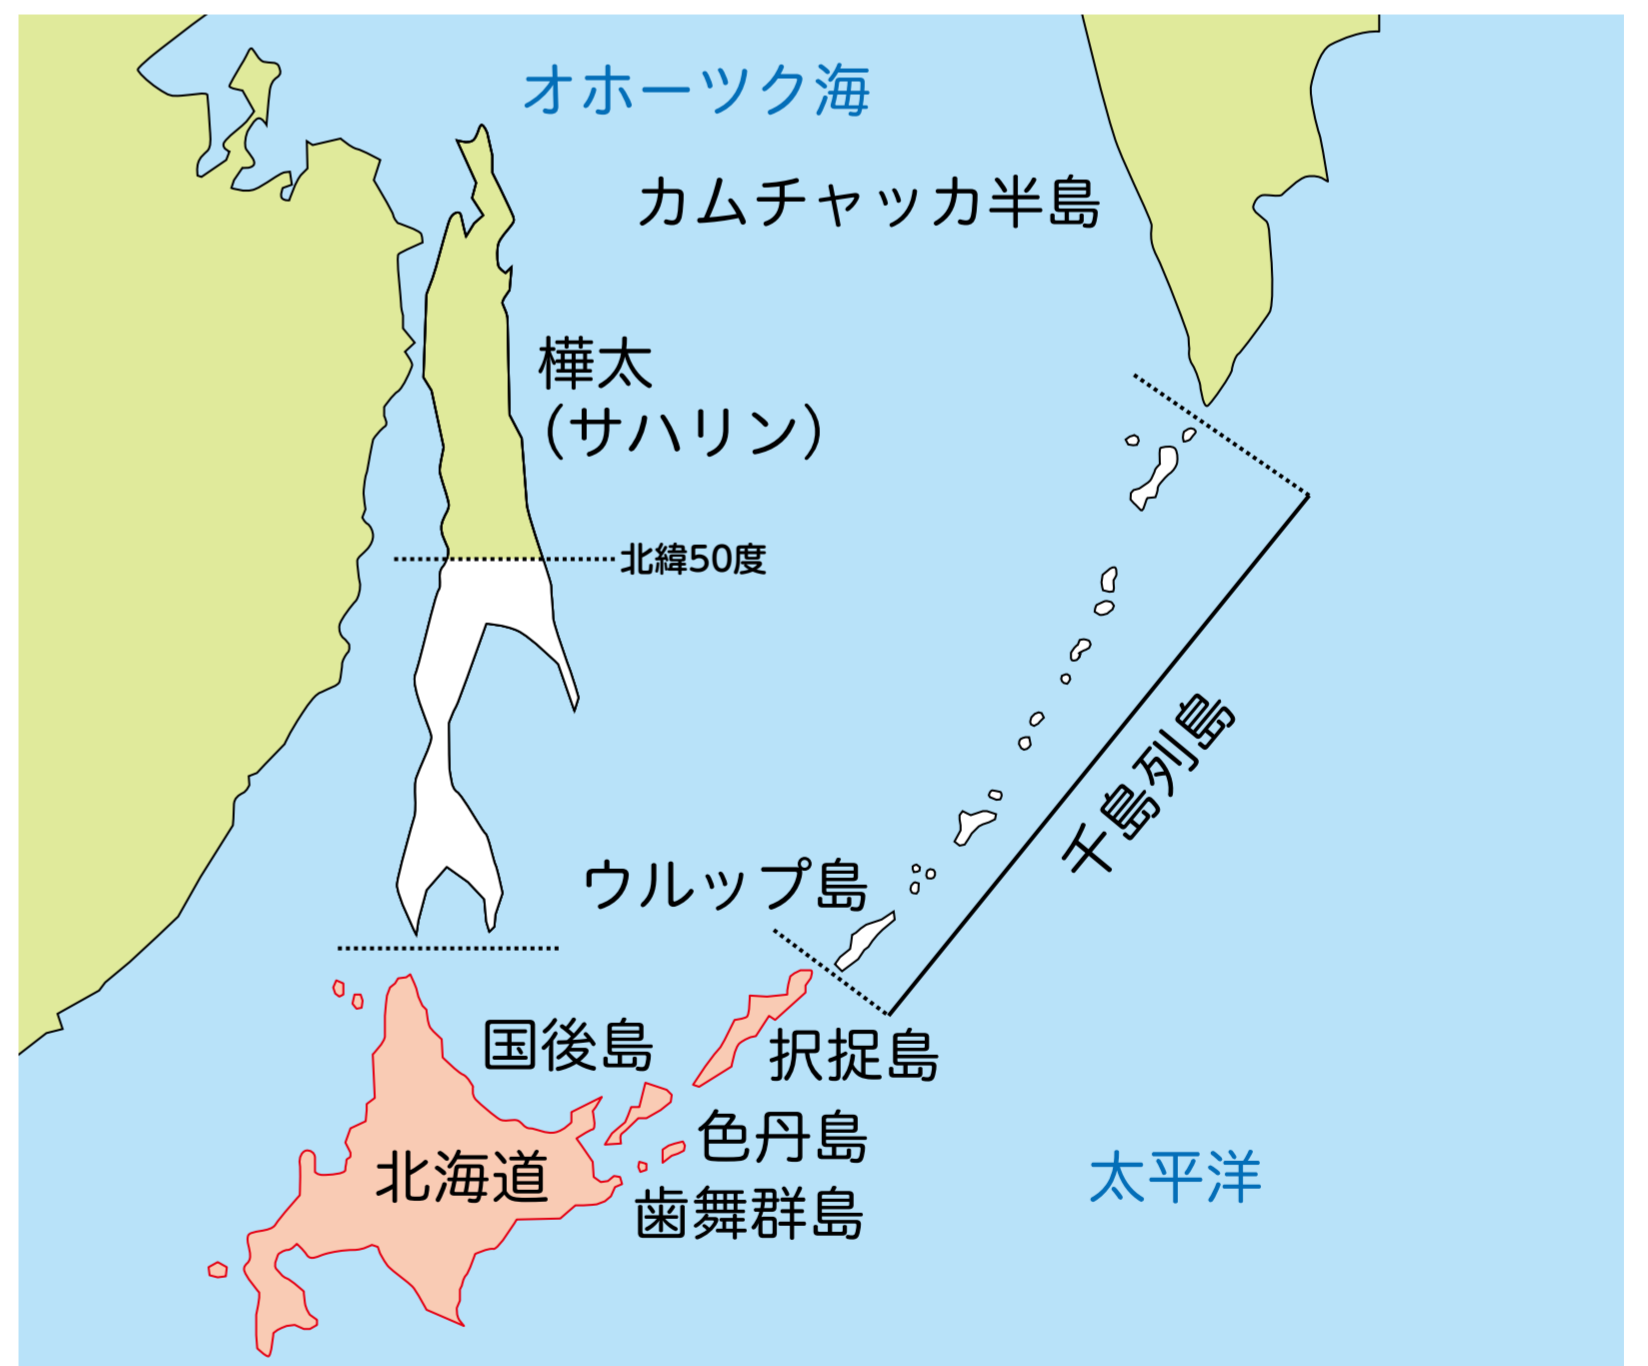 オホーツク海
カムチャッカ半島
樺太
（サハリン）
北緯50度
千島列島
ウルップ島
国後島
択捉島
色丹島
北海道
歯舞群島
太平洋